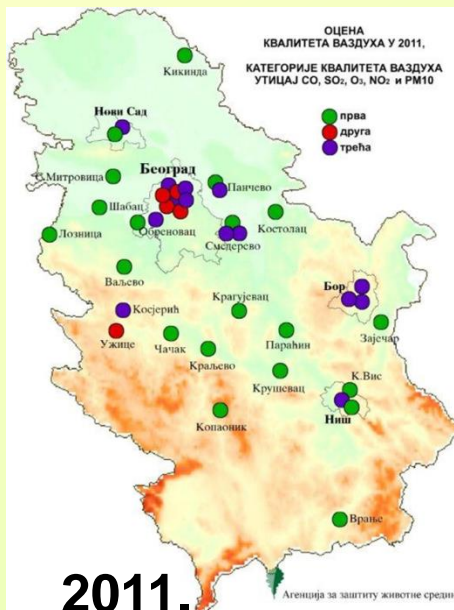 ОЦЕНА
КВАЛИТЕТА ВАЗДУХА У 2011,
КАТЕГОРИЈЕ КВАЛИТЕТА ВАЗДУХА
УТИЦАЈ CO, SO₂, O₃, NO₂ и PM10
прва
друга
трећа
Кикинда
Нови Сад
С.Митровица
Београд
Панчево
Шабац
Обреновац
Костолац
Лозница
Смедерево
Ваљево
Бор
Косјерић
Крагујевац
Ужице
Чачак
Параћин
Зајечар
Краљево
Крушевац
К.Вис
Копаоник
Ниш
Врање
2011.
Агенција за заштиту животне средин